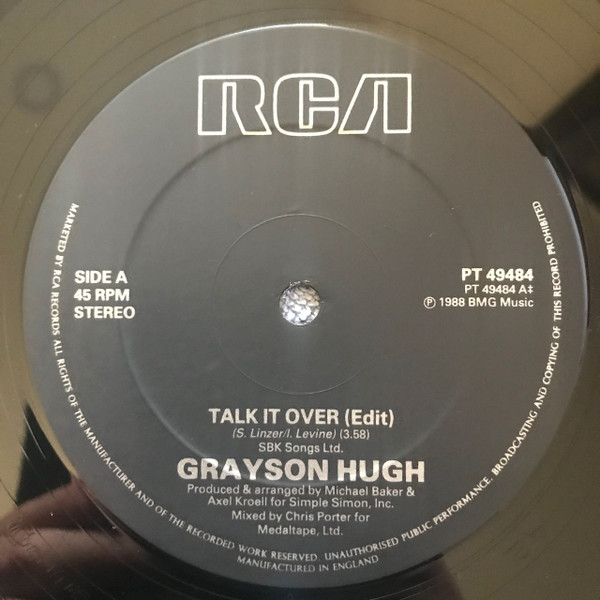 RCA
SIDE A
45 RPM
STEREO
PT 49484
PT 49484 A‡
℗ 1988 BMG Music
TALK IT OVER (Edit)
(S. Linzer/I. Levine) (3.58)
SBK Songs Ltd.
GRAYSON HUGH
Produced & arranged by Michael Baker &
Axel Kroell for Simple Simon, Inc.
Mixed by Chris Porter for
Medaltape, Ltd.
MARKETED BY RCA RECORDS ALL RIGHTS OF THE MANUFACTURER AND OF THE RECORDED WORK RESERVED. UNAUTHORISED PUBLIC PERFORMANCE, BROADCASTING AND COPYING OF THIS RECORD PROHIBITED
MANUFACTURED IN ENGLAND